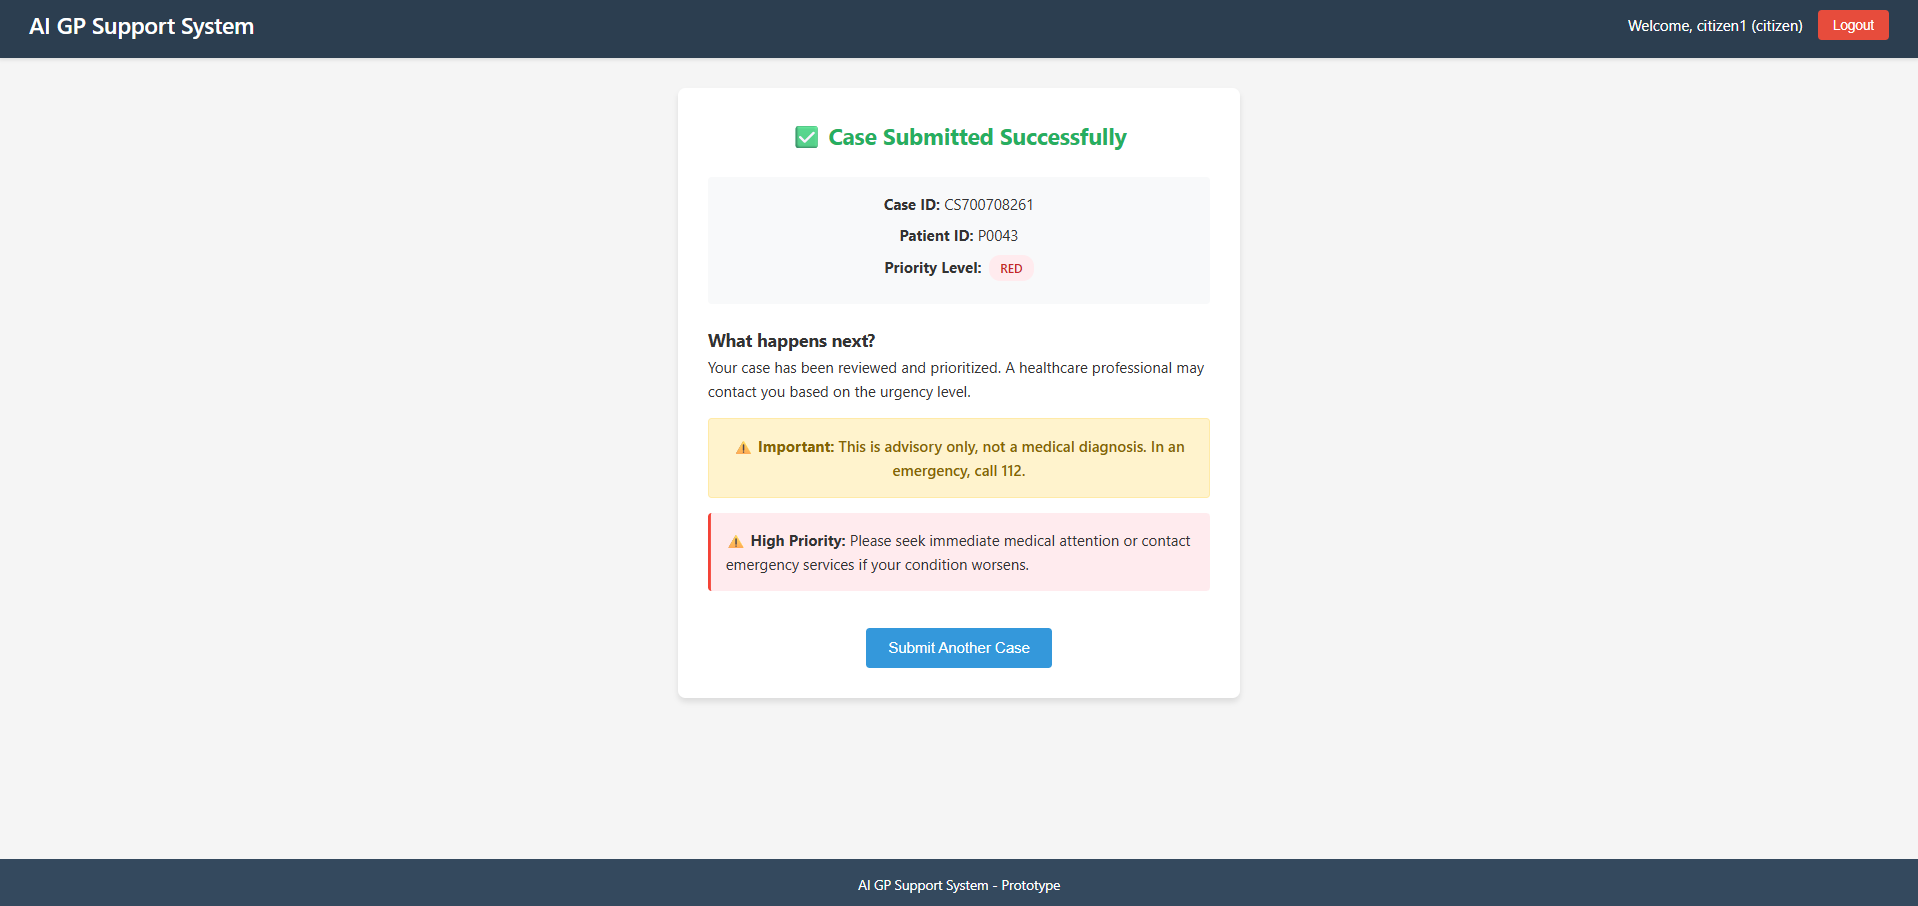 AI GP Support System
Welcome, citizen1 (citizen)
Logout
Case Submitted Successfully
Case ID: CS700708261
Patient ID: P0043
Priority Level: RED
What happens next?
Your case has been reviewed and prioritized. A healthcare professional may
contact you based on the urgency level.
Important: This is advisory only, not a medical diagnosis. In an
emergency, call 112.
High Priority: Please seek immediate medical attention or contact
emergency services if your condition worsens.
Submit Another Case
AI GP Support System - Prototype